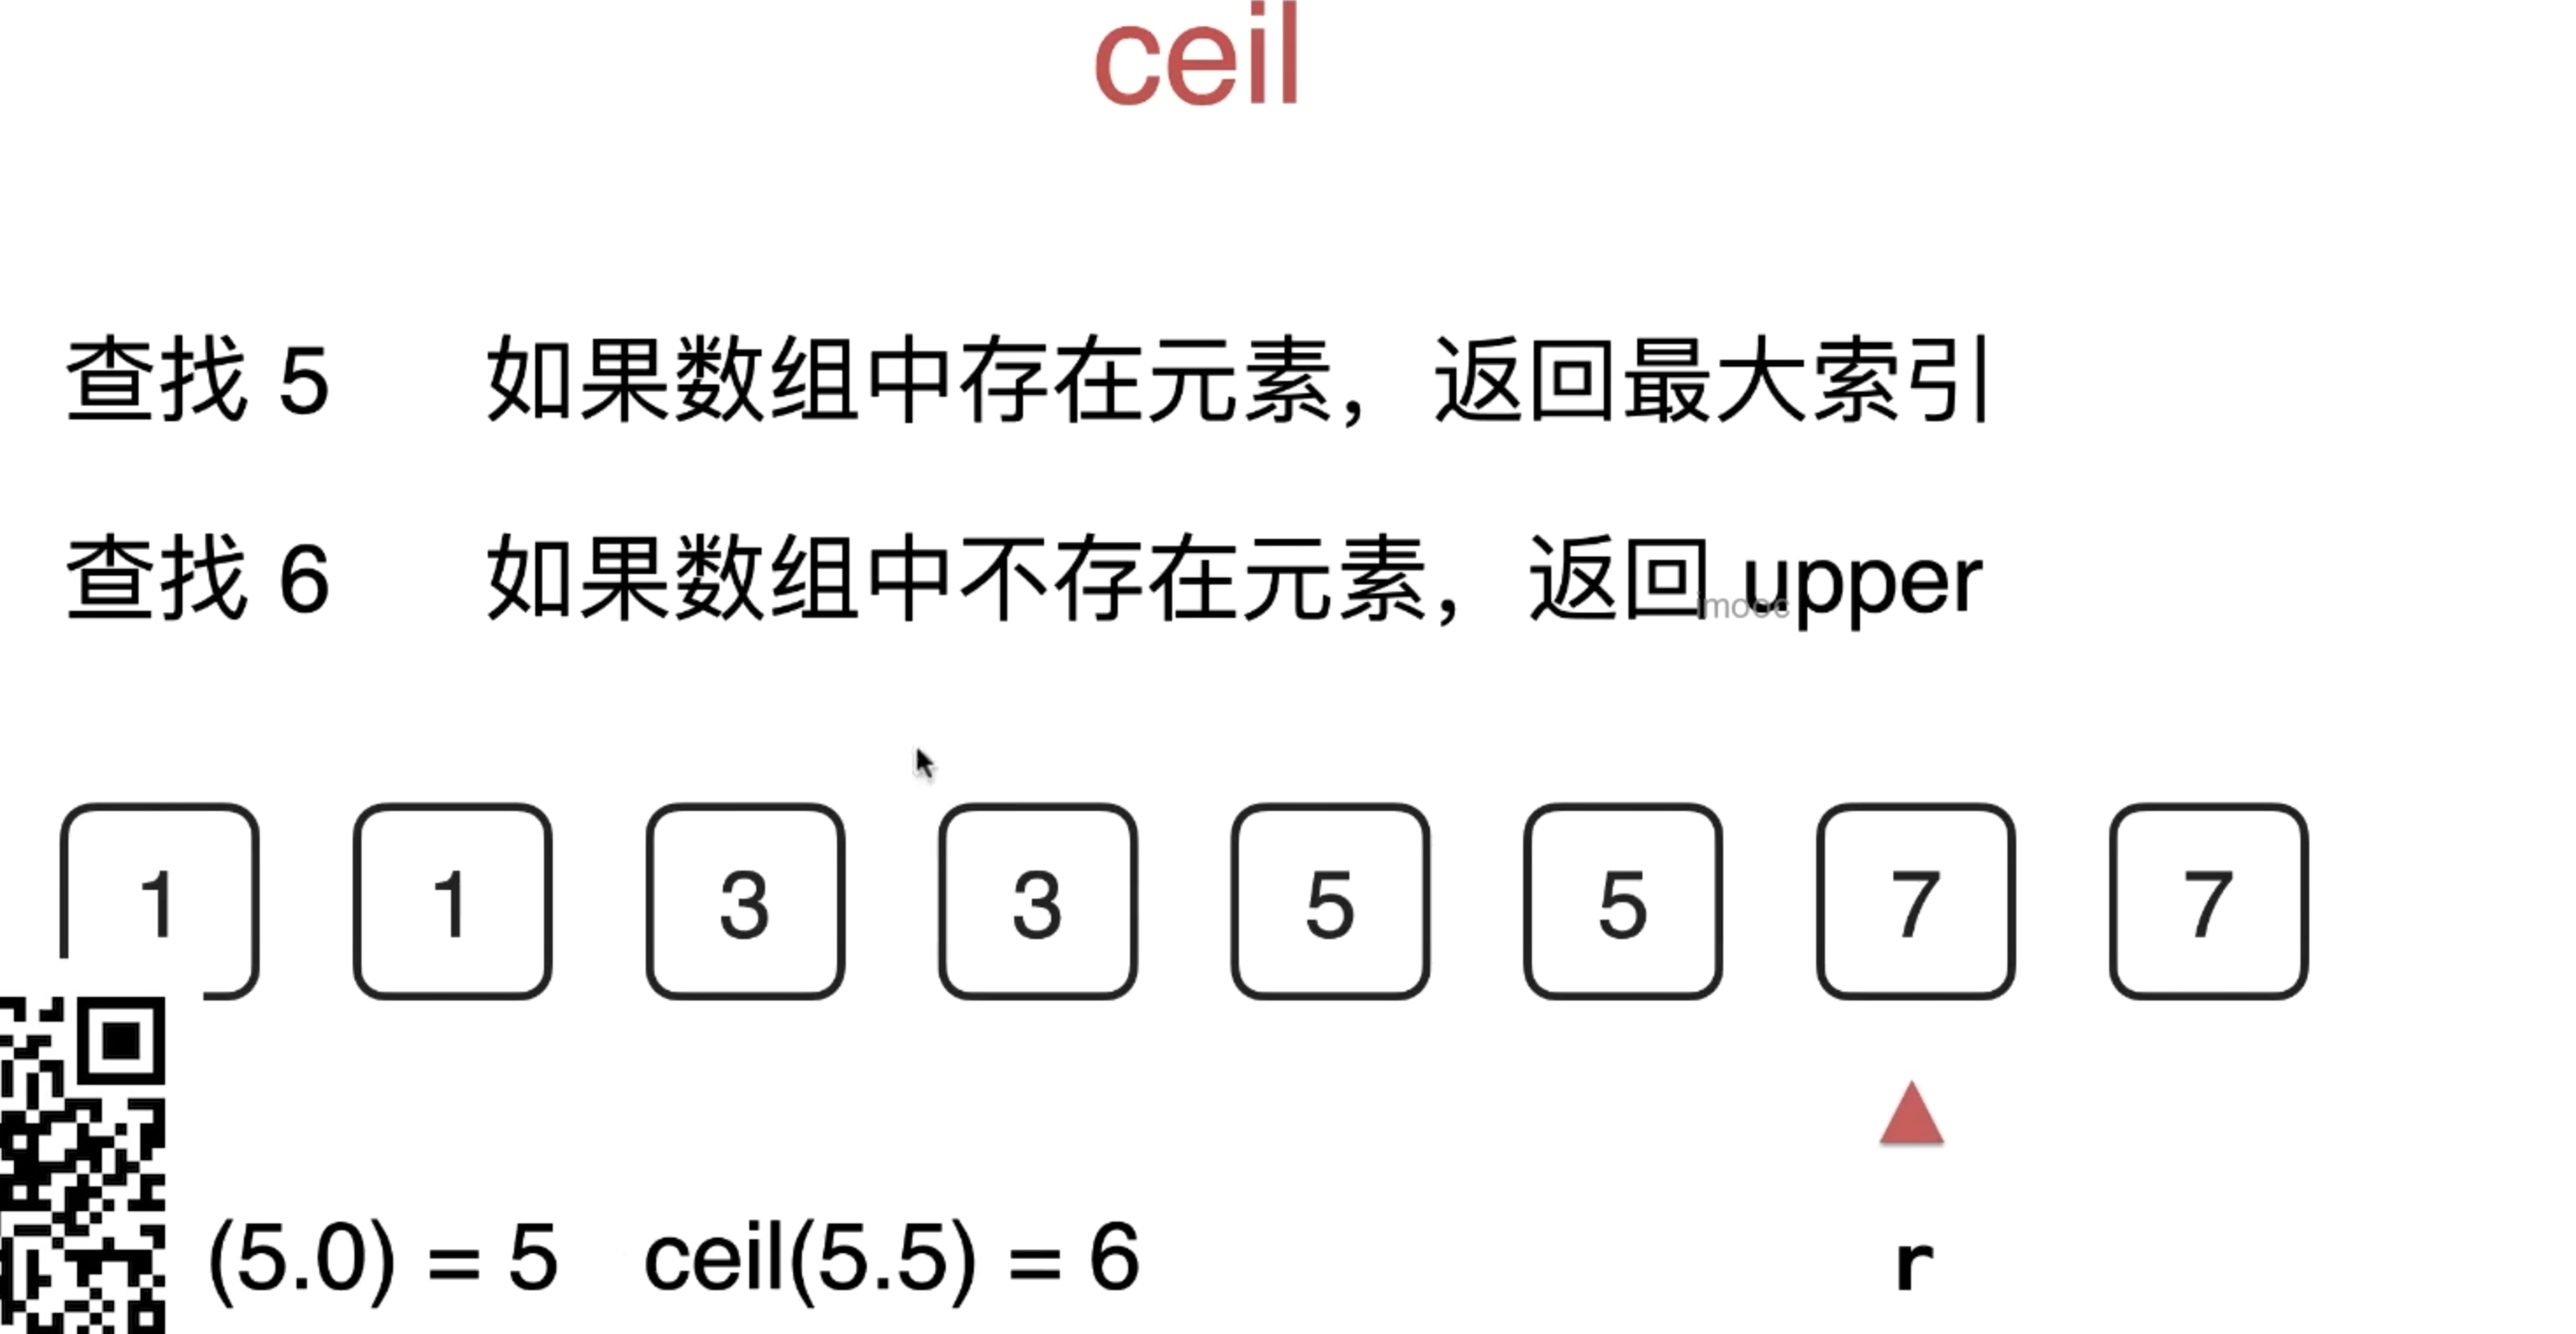 ceil
查找 5 如果数组中存在元素，返回最大索引
查找 6 如果数组中不存在元素，返回 upper
imooc
1 1 3 3 5 5 7 7
(5.0) = 5 ceil(5.5) = 6
r